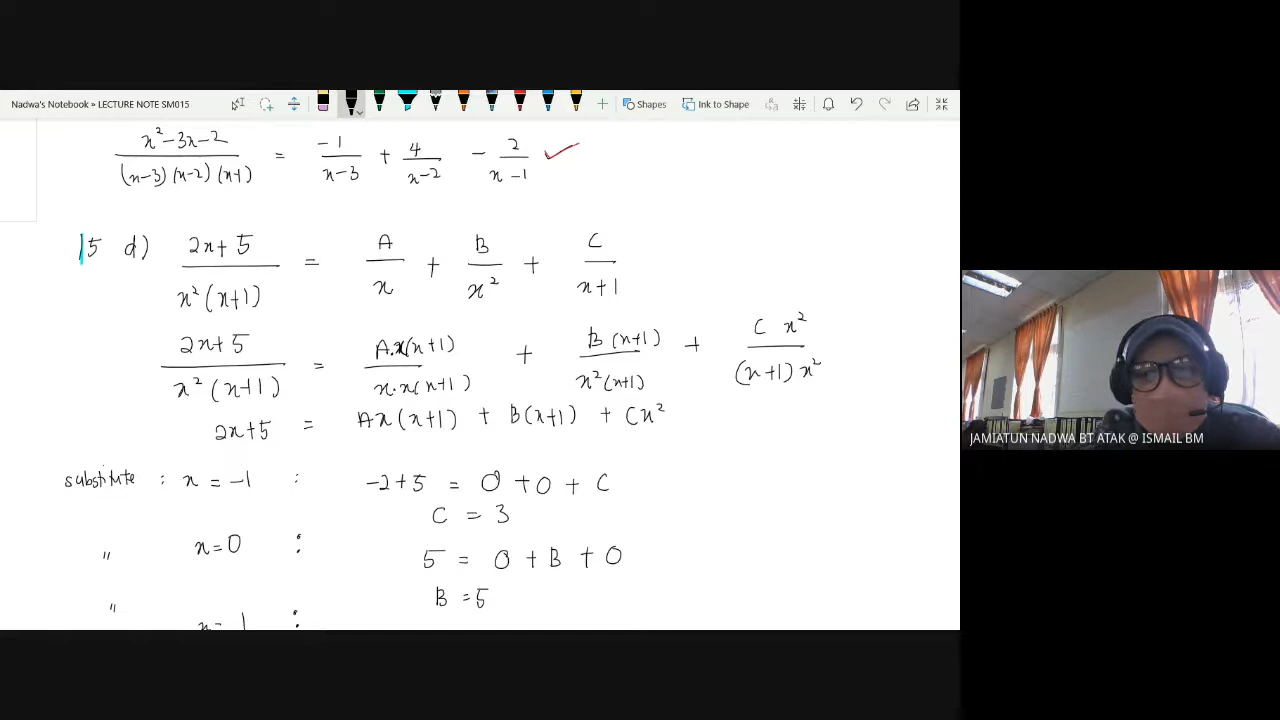 Nadwa's Notebook » LECTURE NOTE SM015
Shapes
Ink to Shape
x²-3x-2 / (x-3)(x-2)(x+1) = -1/(x-3) + 4/(x-2) - 2/(x-1) ✓
15 d) 2x+5 / x²(x+1) = A/x + B/x² + C/(x+1)
2x+5 / x²(x+1) = A.x(x+1) / x.x(x+1) + B(x+1) / x²(x+1) + C x² / (x+1)x²
2x+5 = Ax(x+1) + B(x+1) + Cx²
substitute : x = -1 : -2+5 = 0 + 0 + C
C = 3
" x=0 : 5 = 0 + B + 0
B = 5
" x = 1 :
JAMIATUN NADWA BT ATAK @ ISMAIL BM